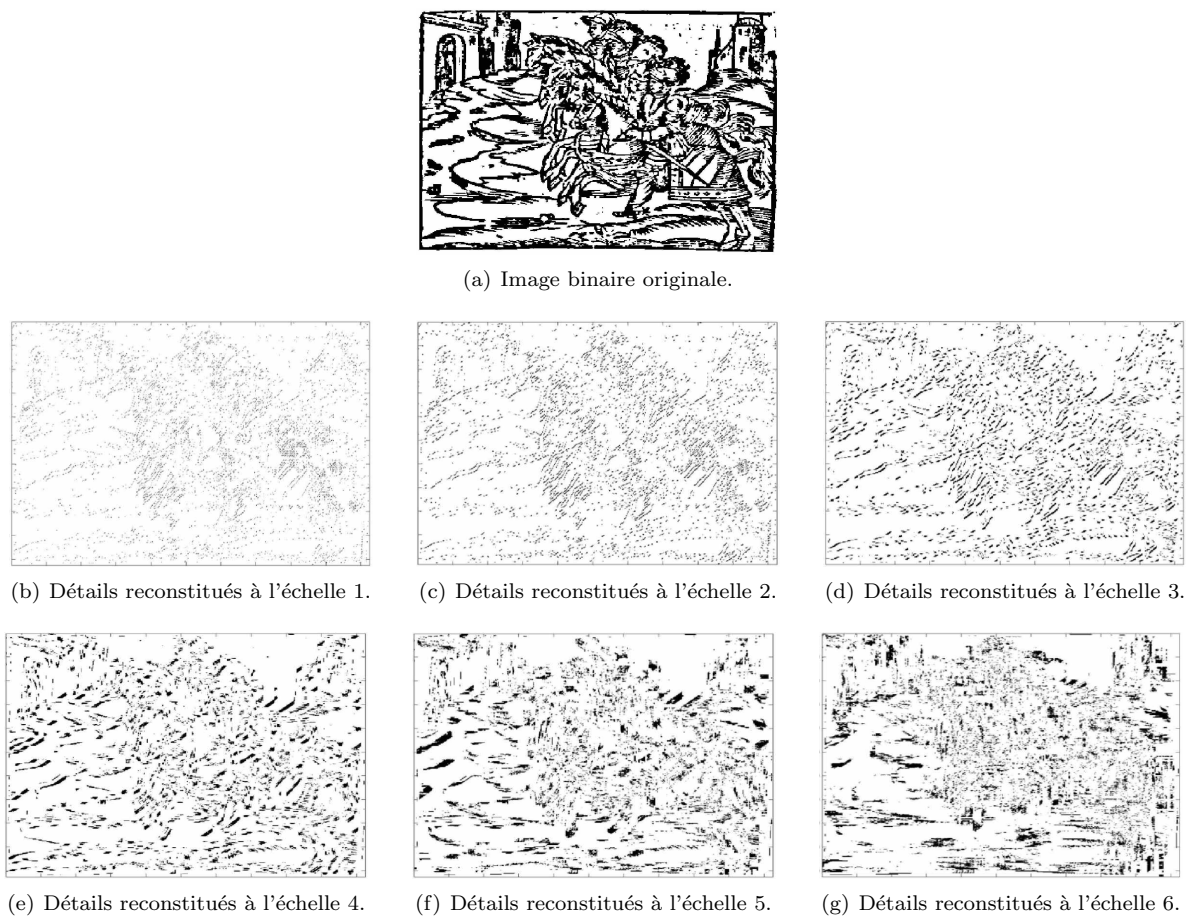 (a) Image binaire originale.
(b) Détails reconstitués à l'échelle 1.
(c) Détails reconstitués à l'échelle 2.
(d) Détails reconstitués à l'échelle 3.
(e) Détails reconstitués à l'échelle 4.
(f) Détails reconstitués à l'échelle 5.
(g) Détails reconstitués à l'échelle 6.